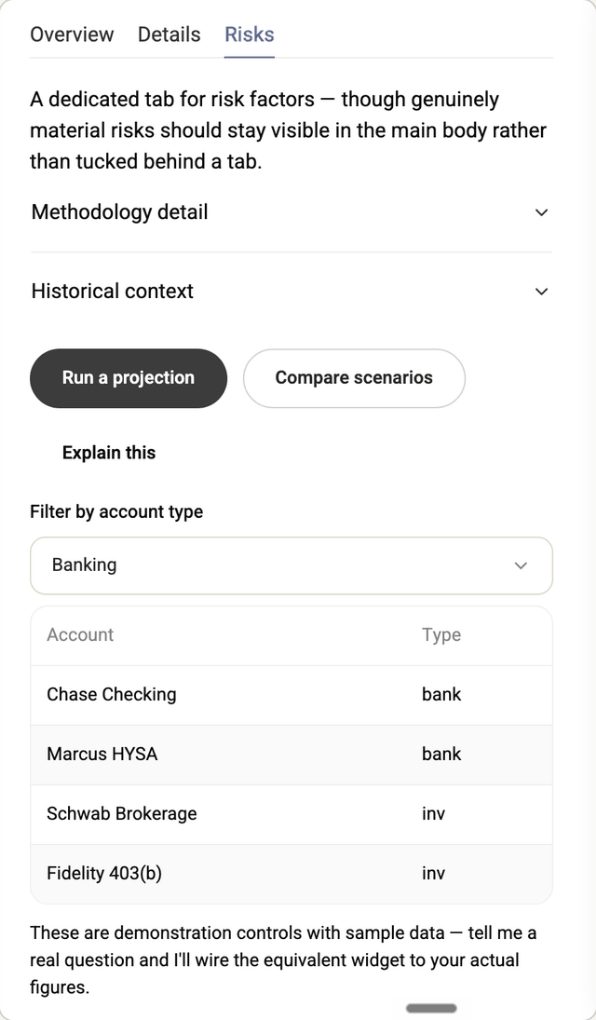 Overview Details Risks
A dedicated tab for risk factors — though genuinely
material risks should stay visible in the main body rather
than tucked behind a tab.
Methodology detail
Historical context
Run a projection Compare scenarios
Explain this
Filter by account type
Banking
Account Type
Chase Checking bank
Marcus HYSA bank
Schwab Brokerage inv
Fidelity 403(b) inv
These are demonstration controls with sample data — tell me a
real question and I'll wire the equivalent widget to your actual
figures.